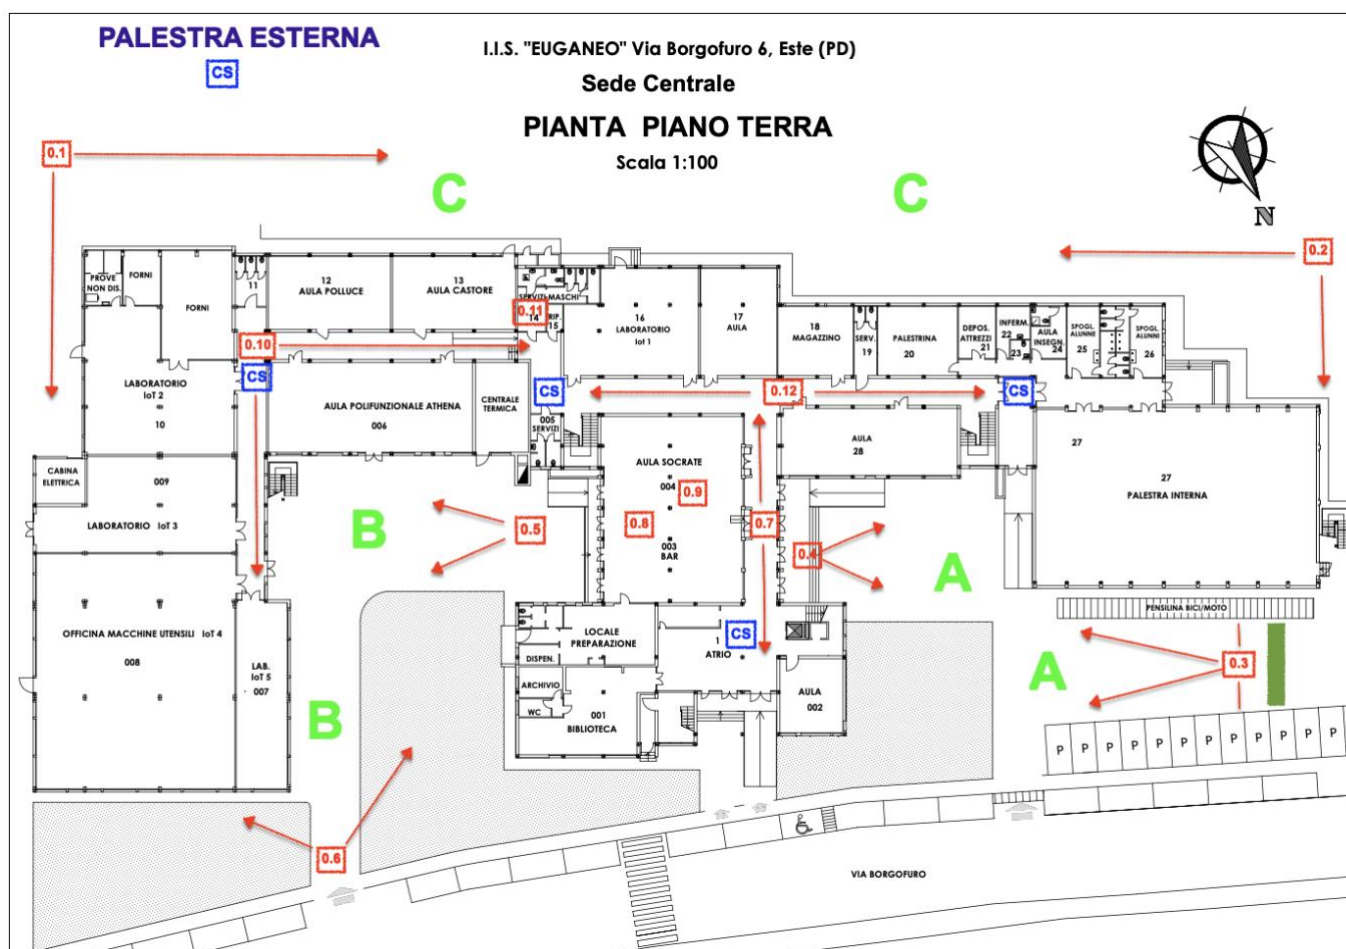 PALESTRA ESTERNA
CS
I.I.S. "EUGANEO" Via Borgofuro 6, Este (PD)
Sede Centrale
PIANTA PIANO TERRA
Scala 1:100
N
0.1
C
C
0.2
PROVE
NON DIS.
FORNI
FORNI
11
12
AULA POLLUCE
13
AULA CASTORE
SERVIZI MASCHI
0.11
14
RIP.
15
16
LABORATORIO
IoT 1
17
AULA
18
MAGAZZINO
SERV.
19
PALESTRINA
20
DEPOS.
ATTREZZI
21
INFERM.
22
23
AULA
INSEGN.
24
SPOGL.
ALUNNE
25
SPOGL.
ALUNNI
26
0.10
CS
LABORATORIO
IoT 2
10
AULA POLIFUNZIONALE ATHENA
006
CENTRALE
TERMICA
CS
0.12
CS
005
SERVIZI
AULA SOCRATE
004
0.9
AULA
28
27
27
PALESTRA INTERNA
CABINA
ELETTRICA
009
LABORATORIO IoT 3
B
0.5
0.8
003
BAR
0.7
0.4
A
PENSILINA BICI/MOTO
OFFICINA MACCHINE UTENSILI IoT 4
008
LAB.
IoT 5
007
LOCALE
PREPARAZIONE
DISPEN.
ARCHIVIO
WC
001
BIBLIOTECA
CS
1
ATRIO
AULA
002
B
A
0.3
P P P P P P P P P P P P
0.6
VIA BORGOFURO